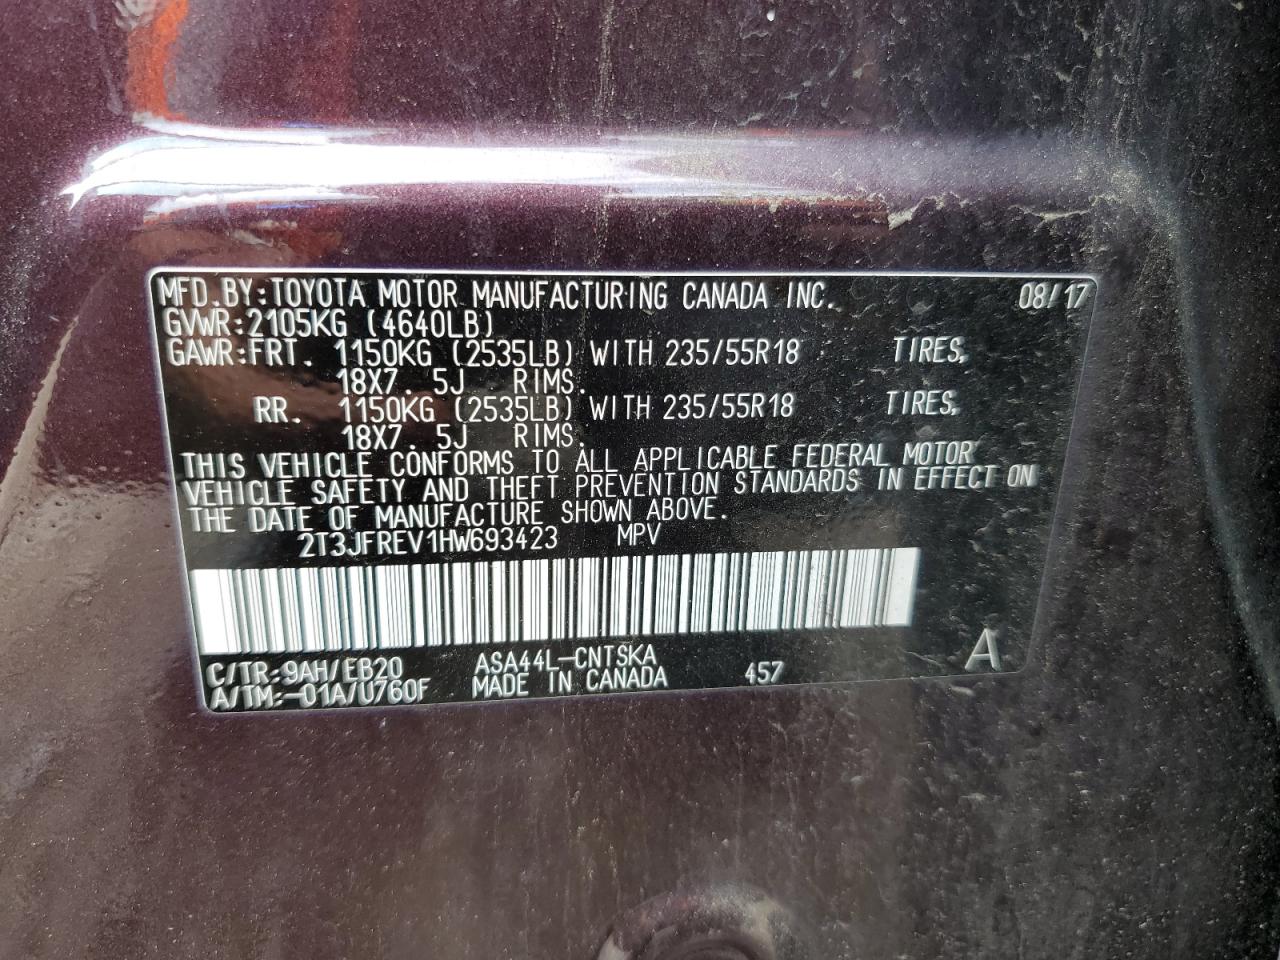 MFD.BY:TOYOTA MOTOR MANUFACTURING CANADA INC. 08/17
GVWR:2105KG (4640LB)
GAWR:FRT. 1150KG (2535LB) WITH 235/55R18 TIRES,
18X7.5J RIMS.
RR. 1150KG (2535LB) WITH 235/55R18 TIRES,
18X7.5J RIMS.
THIS VEHICLE CONFORMS TO ALL APPLICABLE FEDERAL MOTOR
VEHICLE SAFETY AND THEFT PREVENTION STANDARDS IN EFFECT ON
THE DATE OF MANUFACTURE SHOWN ABOVE.
2T3JFREV1HW693423 MPV
C/TR:9AH/EB20 ASA44L-CNTSKA A
A/TM:-01A/U760F MADE IN CANADA 457